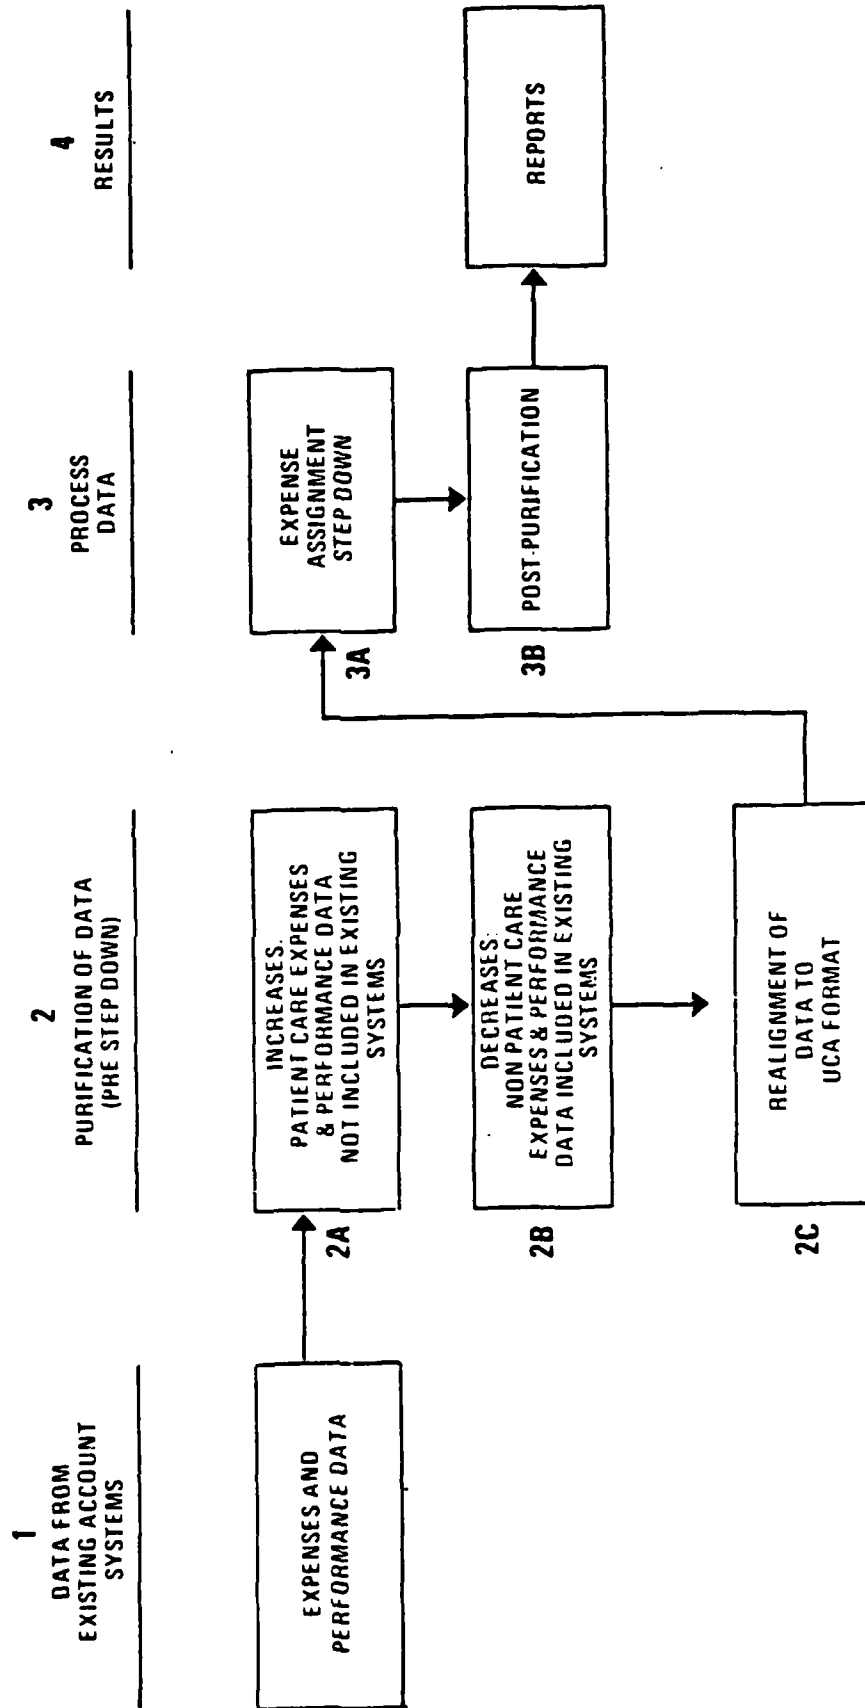 1
DATA FROM
EXISTING ACCOUNT
SYSTEMS
EXPENSES AND
PERFORMANCE DATA
2
PURIFICATION OF DATA
(PRE STEP DOWN)
2A
INCREASES.
PATIENT CARE EXPENSES
& PERFORMANCE DATA
NOT INCLUDED IN EXISTING
SYSTEMS
2B
DECREASES:
NON PATIENT CARE
EXPENSES & PERFORMANCE
DATA INCLUDED IN EXISTING
SYSTEMS
2C
REALIGNMENT OF
DATA TO
UCA FORMAT
3
PROCESS
DATA
3A
EXPENSE
ASSIGNMENT
STEP DOWN
3B
POST-PURIFICATION
4
RESULTS
REPORTS